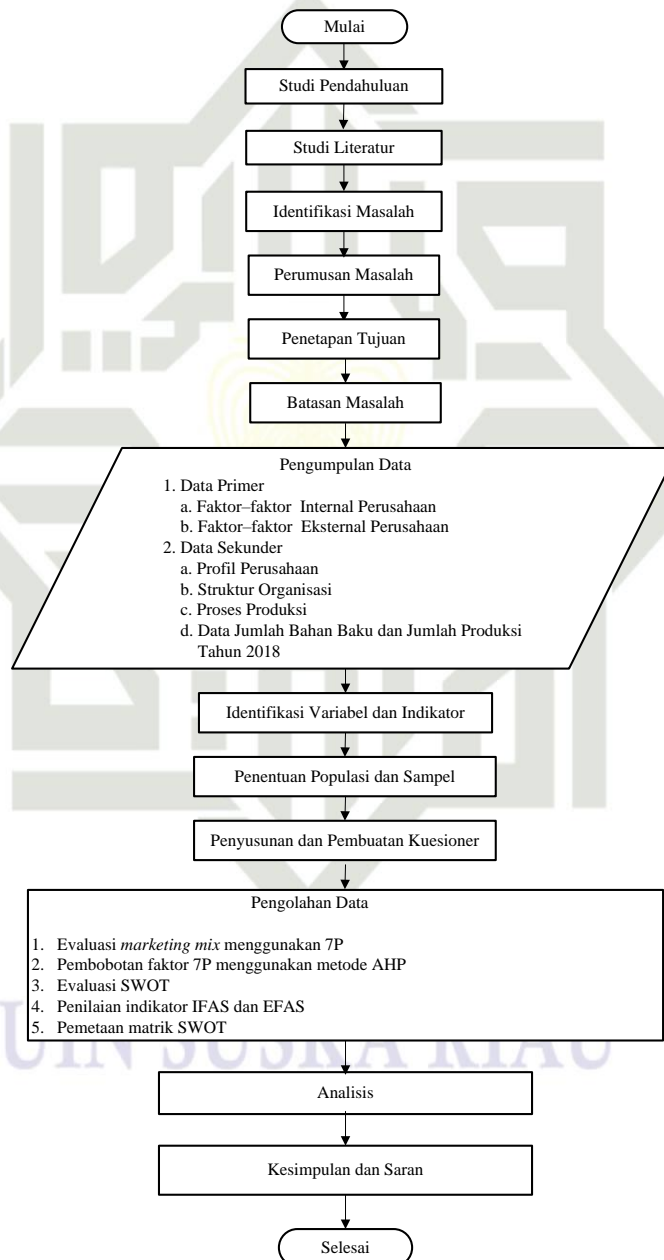 Mulai
Studi Pendahuluan
Studi Literatur
Identifikasi Masalah
Perumusan Masalah
Penetapan Tujuan
Batasan Masalah
Pengumpulan Data
1. Data Primer
a. Faktor–faktor Internal Perusahaan
b. Faktor–faktor Eksternal Perusahaan
2. Data Sekunder
a. Profil Perusahaan
b. Struktur Organisasi
c. Proses Produksi
d. Data Jumlah Bahan Baku dan Jumlah Produksi
Tahun 2018
Identifikasi Variabel dan Indikator
Penentuan Populasi dan Sampel
Penyusunan dan Pembuatan Kuesioner
Pengolahan Data
1. Evaluasi marketing mix menggunakan 7P
2. Pembobotan faktor 7P menggunakan metode AHP
3. Evaluasi SWOT
4. Penilaian indikator IFAS dan EFAS
5. Pemetaan matrik SWOT
UIN SUSKA RIAU
Analisis
Kesimpulan dan Saran
Selesai